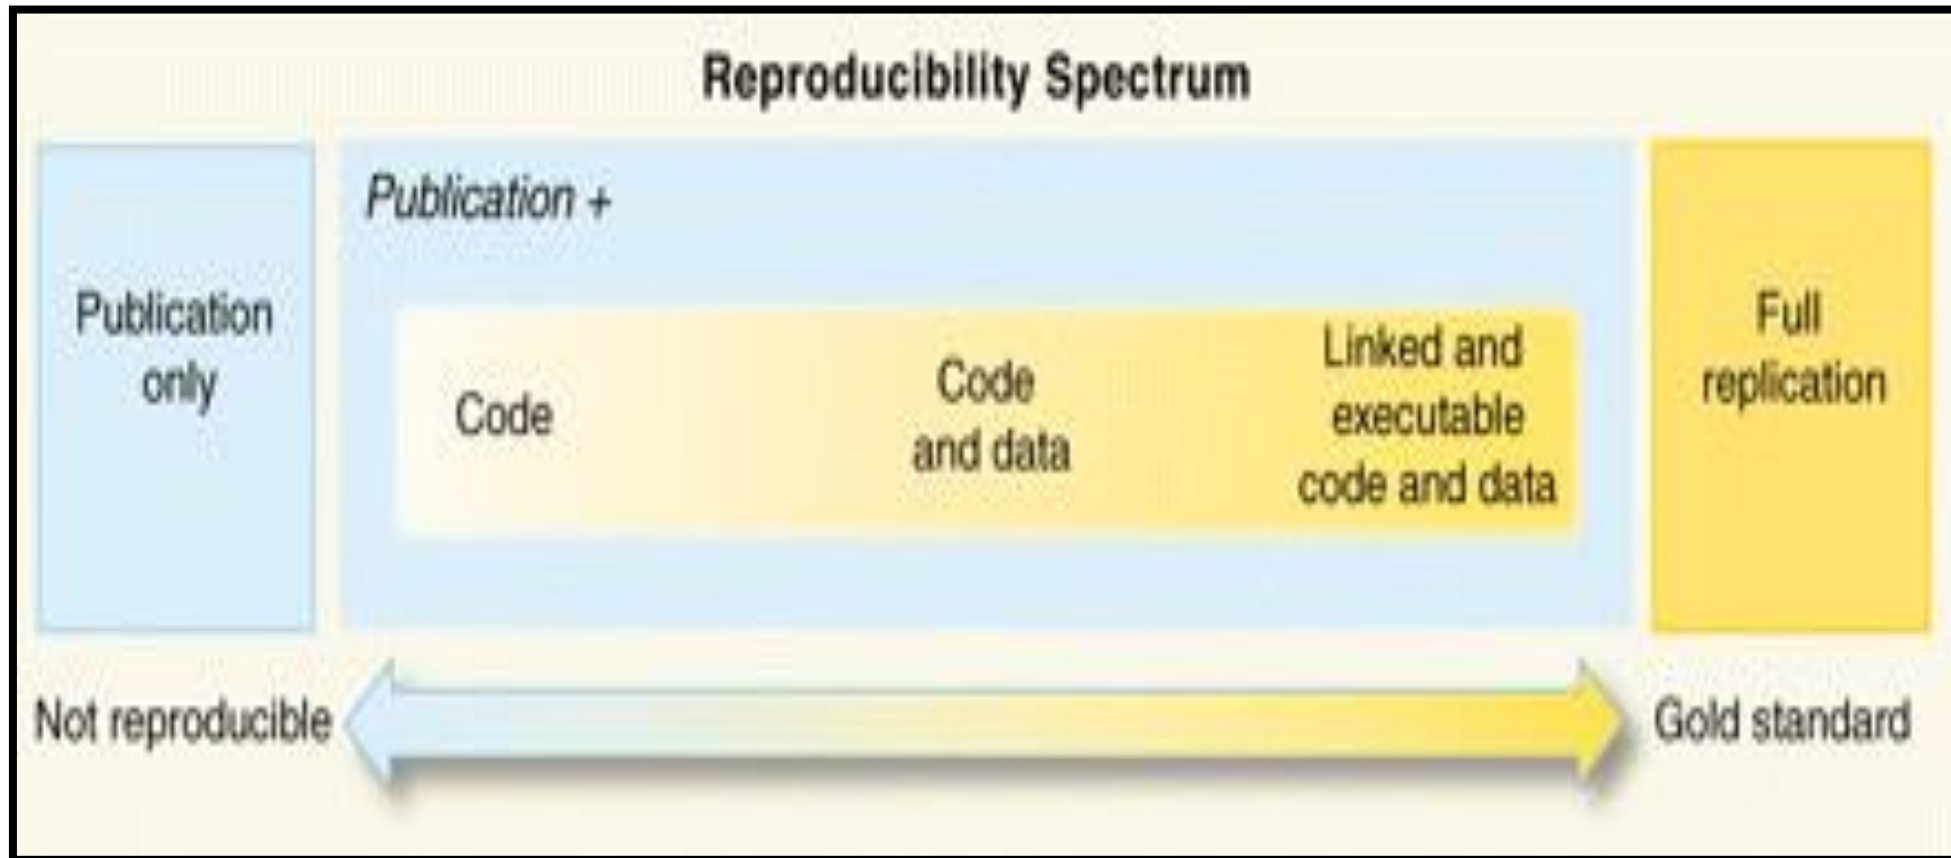 Reproducibility Spectrum
Publication
only
Publication +
Code
Code
and data
Linked and
executable
code and data
Full
replication
Not reproducible
Gold standard